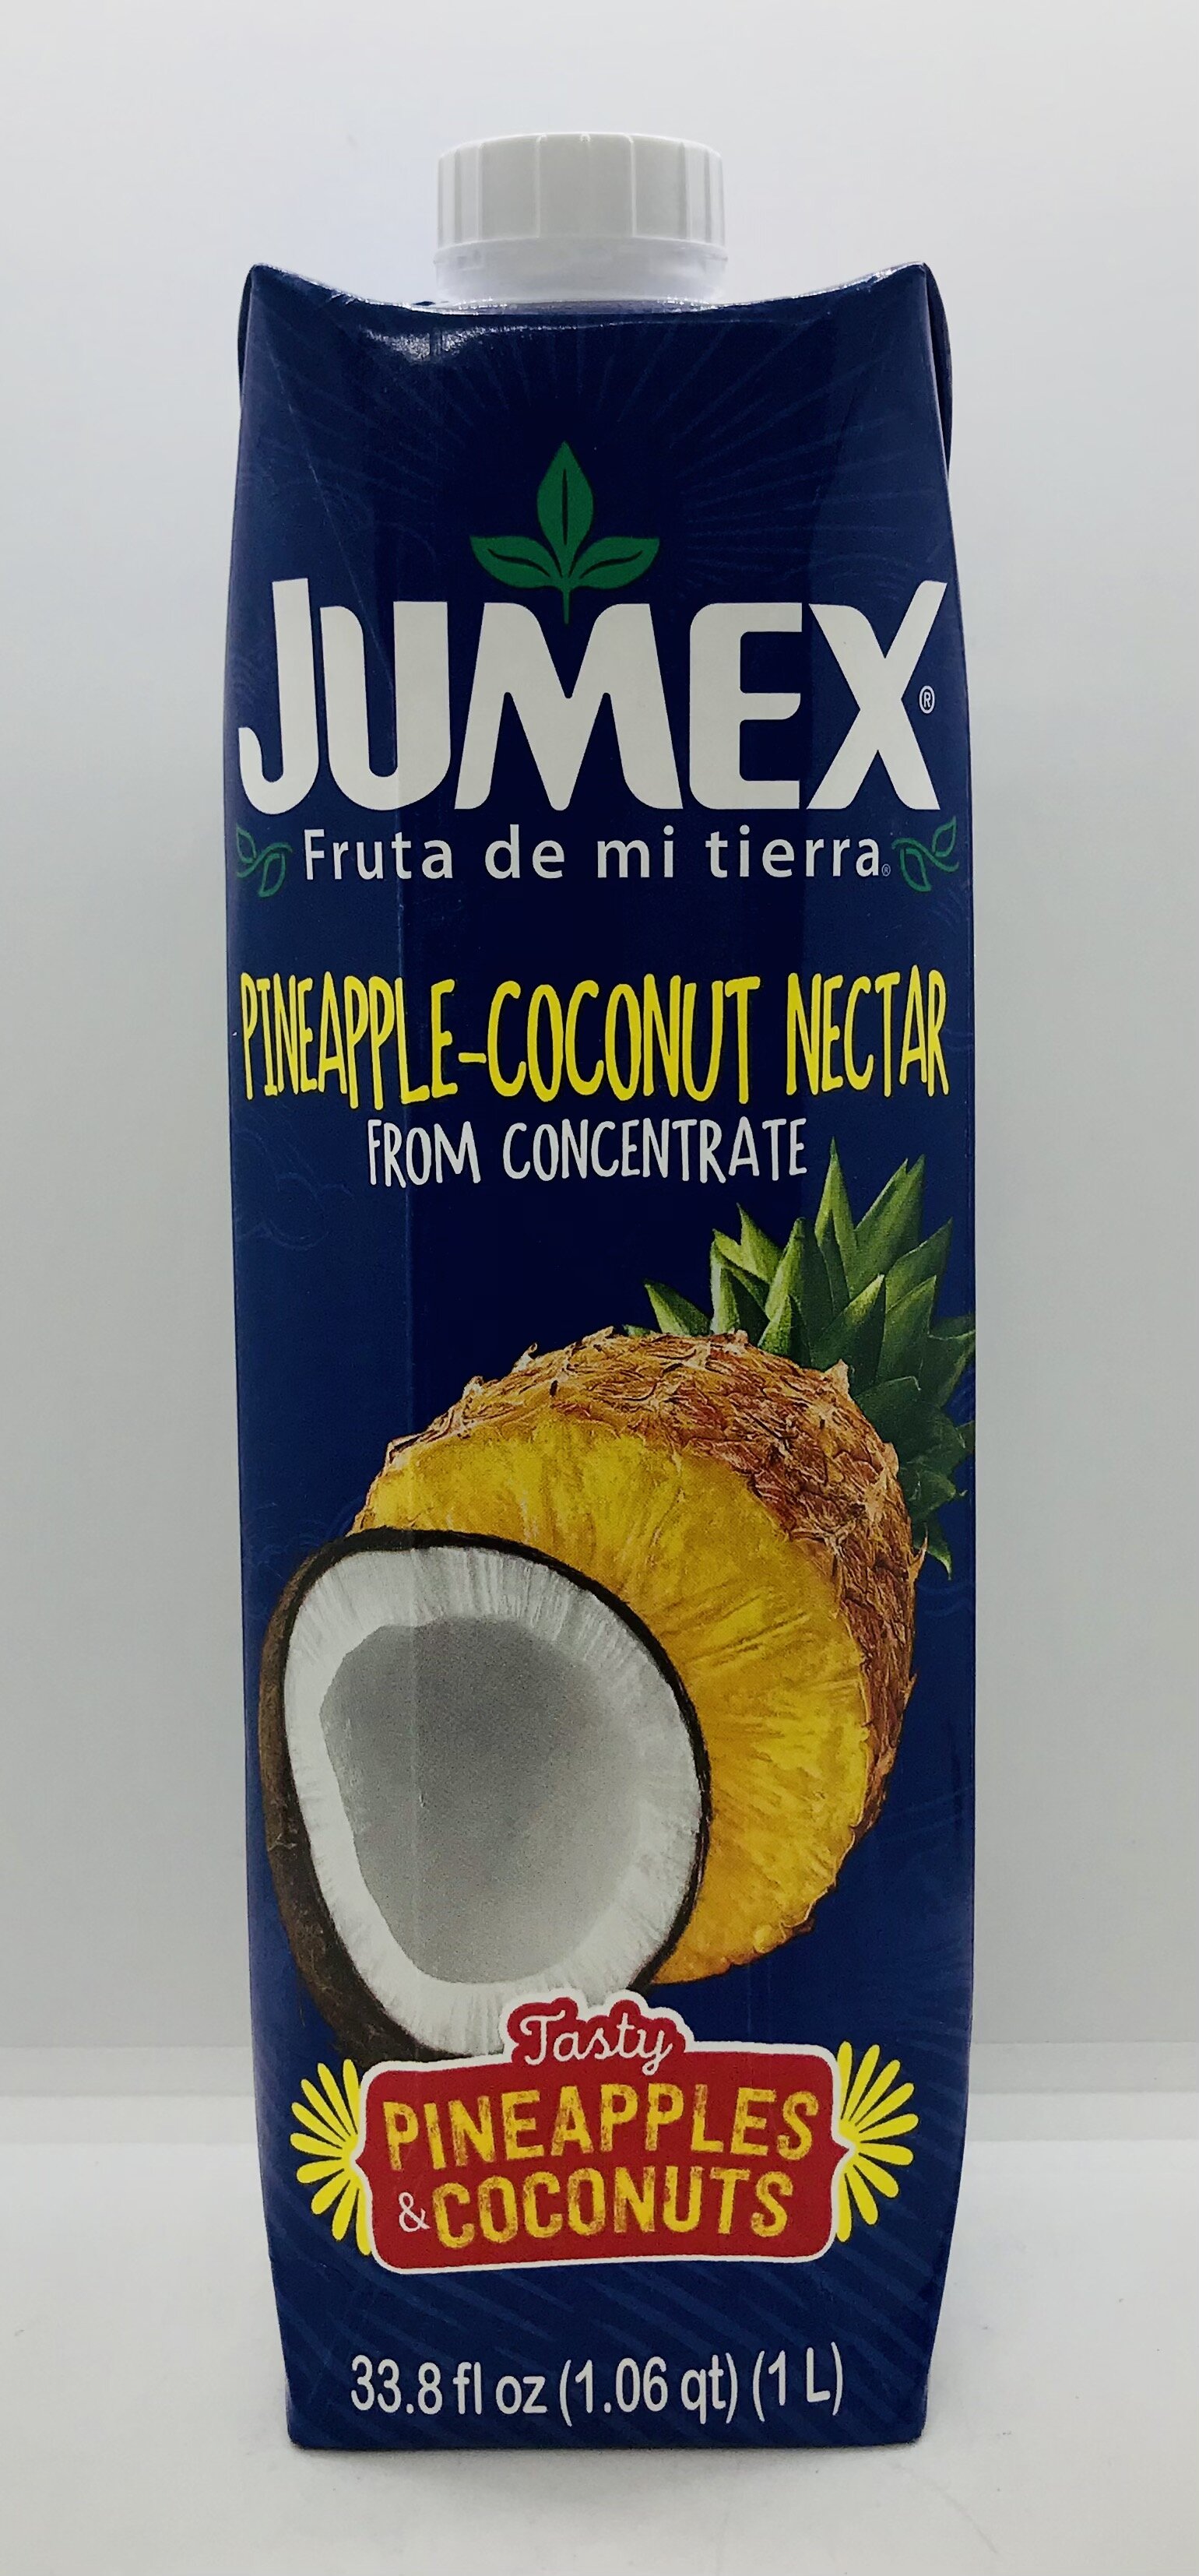 JUMEX®
Fruta de mi tierra®
PINEAPPLE-COCONUT NECTAR
FROM CONCENTRATE
Tasty
PINEAPPLES
& COCONUTS
33.8 fl oz (1.06 qt) (1 L)